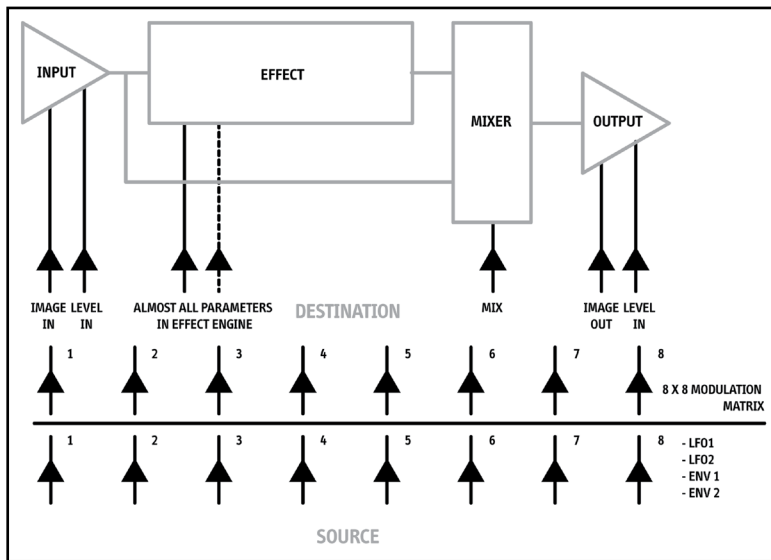 INPUT
EFFECT
MIXER
OUTPUT
IMAGE LEVEL
IN IN
ALMOST ALL PARAMETERS
IN EFFECT ENGINE
DESTINATION
MIX
IMAGE LEVEL
OUT IN
1 2 3 4 5 6 7 8
8 X 8 MODULATION
MATRIX
1 2 3 4 5 6 7 8
- LFO1
- LFO2
- ENV 1
- ENV 2
SOURCE